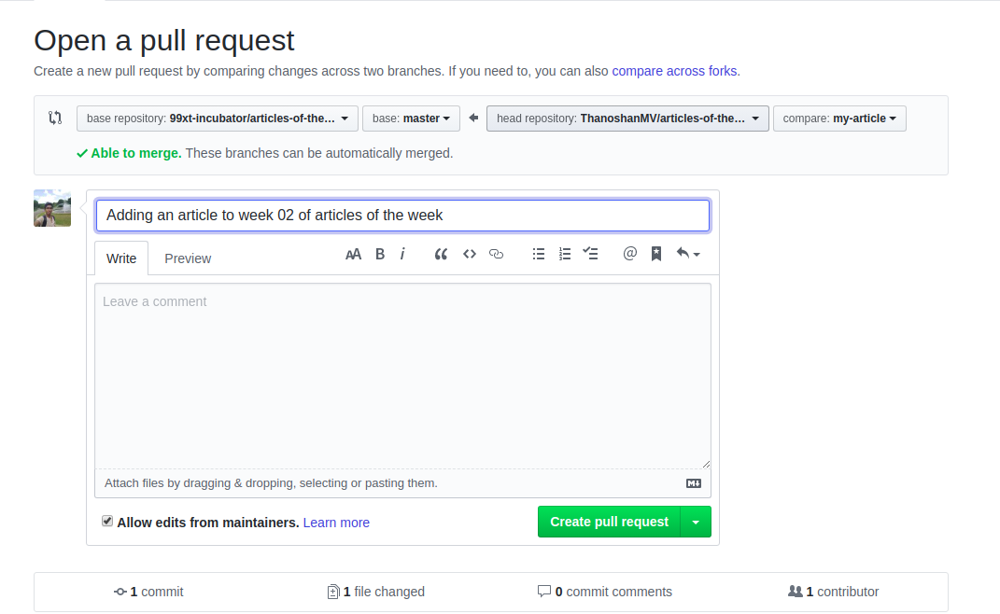 Open a pull request
Create a new pull request by comparing changes across two branches. If you need to, you can also compare across forks.
base repository: 99xt-incubator/articles-of-the... base: master head repository: ThanoshanMV/articles-of-the... compare: my-article
Able to merge. These branches can be automatically merged.
Adding an article to week 02 of articles of the week
Write Preview AA B i
Leave a comment
Attach files by dragging & dropping, selecting or pasting them.
Allow edits from maintainers. Learn more Create pull request
1 commit 1 file changed 0 commit comments 1 contributor